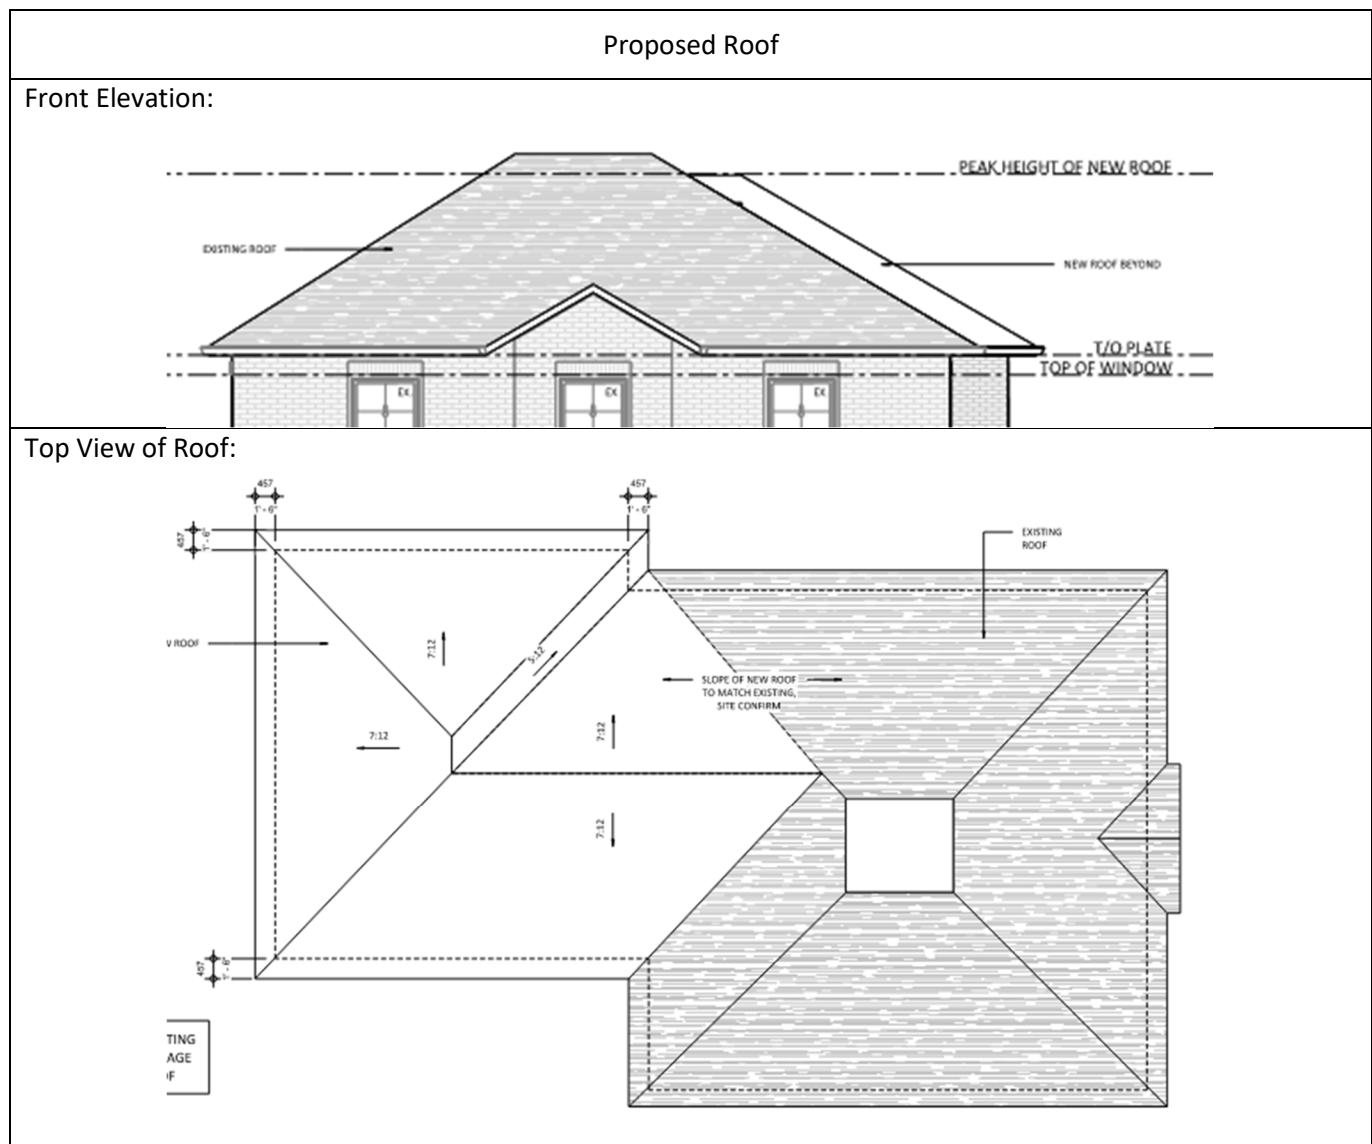 Proposed Roof
Front Elevation:
PEAK HEIGHT OF NEW ROOF
EXISTING ROOF
NEW ROOF BEYOND
T/O PLATE
TOP OF WINDOW
EX
EX
EX
Top View of Roof:
457
1' - 6"
457
1' - 6"
457
1' - 6"
EXISTING
ROOF
V ROOF
7:12
5:12
SLOPE OF NEW ROOF
TO MATCH EXISTING,
SITE CONFIRM
7:12
7:12
7:12
457
1' - 6"
TING
AGE
OF